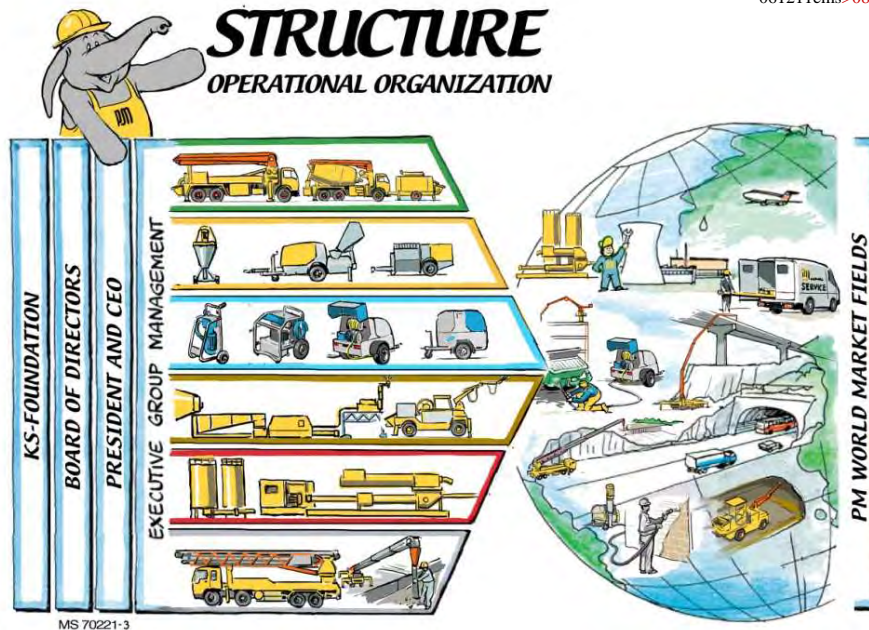 STRUCTURE
OPERATIONAL ORGANIZATION
PM
KS-FOUNDATION
BOARD OF DIRECTORS
PRESIDENT AND CEO
EXECUTIVE GROUP MANAGEMENT
SERVICE
PM WORLD MARKET FIELDS
MS 70221-3